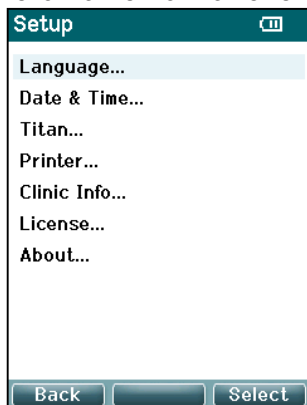 Setup
Language...
Date & Time...
Titan...
Printer...
Clinic Info...
License...
About...
Back Select